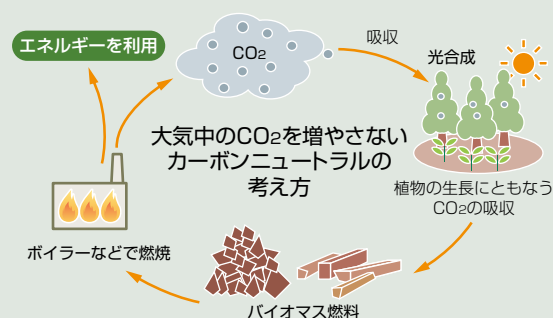 エネルギーを利用
CO2
吸収
光合成
大気中のCO2を増やさない
カーボンニュートラルの
考え方
植物の生長にともなう
CO2の吸収
ボイラーなどで燃焼
バイオマス燃料